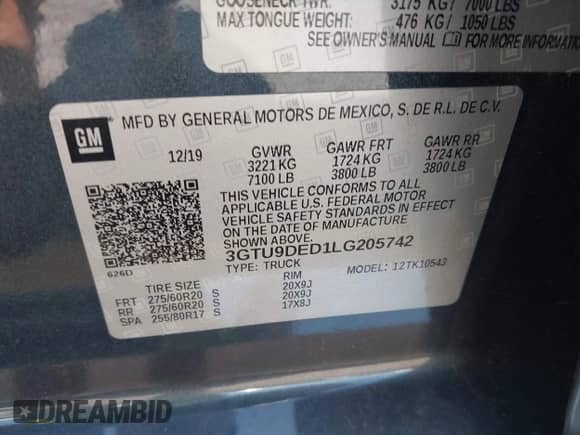 GOOSENECK TWR: 3175 KG / 7000 LBS
MAX TONGUE WEIGHT: 476 KG / 1050 LBS
SEE OWNER'S MANUAL FOR MORE INFORMATION
GM
MFD BY GENERAL MOTORS DE MEXICO, S. DE R.L. DE C.V.
12/19 GVWR GAWR FRT GAWR RR
3221 KG 1724 KG 1724 KG
7100 LB 3800 LB 3800 LB
THIS VEHICLE CONFORMS TO ALL
APPLICABLE U.S. FEDERAL MOTOR
VEHICLE SAFETY STANDARDS IN EFFECT
ON THE DATE OF MANUFACTURE SHOWN ABOVE.
626D
3GTU9DED1LG205742
TYPE: TRUCK MODEL: 12TK10543
TIRE SIZE RIM
FRT 275/60R20 S 20X9J
RR 275/60R20 S 20X9J
SPA 255/80R17 S 17X8J
DREAMBID